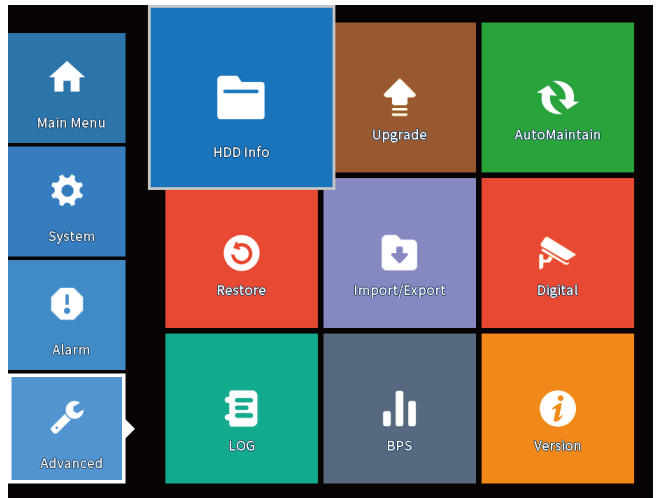 Main Menu
System
Alarm
Advanced
HDD Info
Upgrade
AutoMaintain
Restore
Import/Export
Digital
LOG
BPS
Version